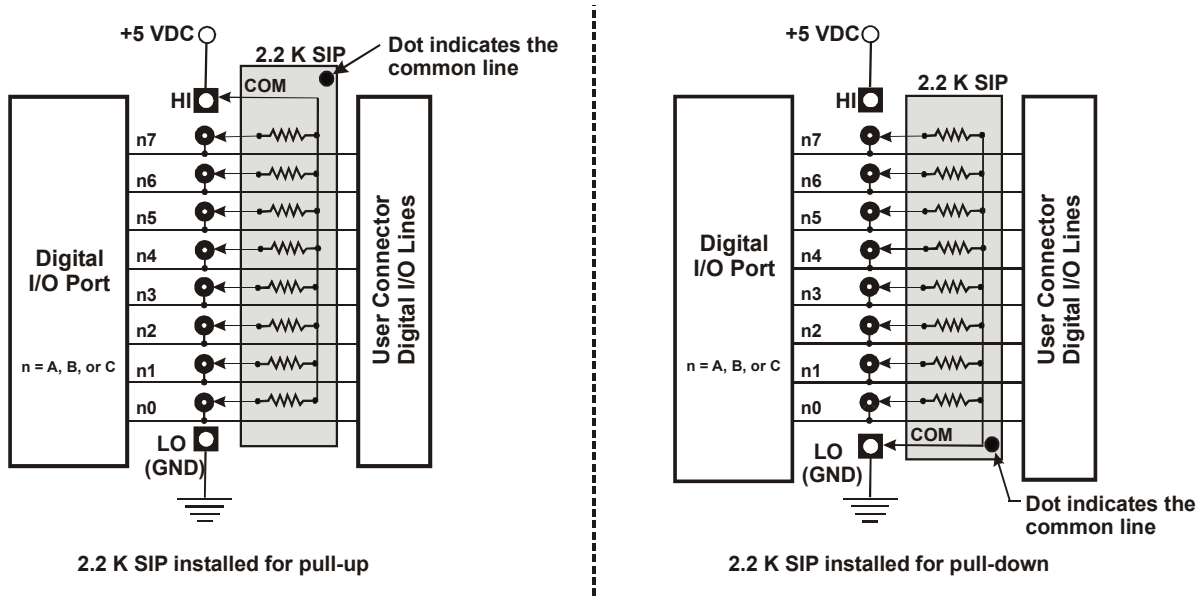 +5 VDC
2.2 K SIP
Dot indicates the
common line
COM
HI
n7
n6
n5
n4
n3
n2
n1
n0
Digital
I/O Port
n = A, B, or C
User Connector
Digital I/O Lines
LO
(GND)
2.2 K SIP installed for pull-up
+5 VDC
2.2 K SIP
HI
n7
n6
n5
n4
n3
n2
n1
n0
Digital
I/O Port
n = A, B, or C
User Connector
Digital I/O Lines
COM
LO
(GND)
Dot indicates the
common line
2.2 K SIP installed for pull-down